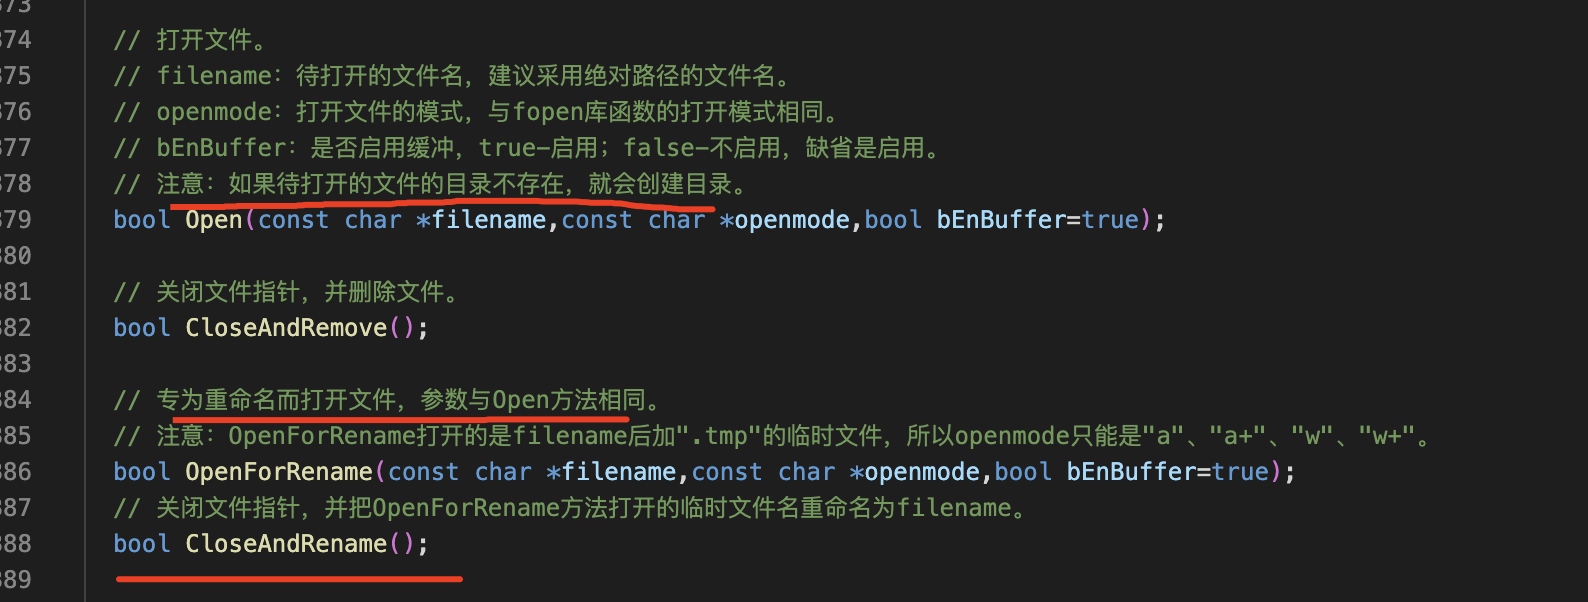 373
374 // 打开文件。
375 // filename：待打开的文件名，建议采用绝对路径的文件名。
376 // openmode：打开文件的模式，与fopen库函数的打开模式相同。
377 // bEnBuffer：是否启用缓冲，true-启用；false-不启用，缺省是启用。
378 // 注意：如果待打开的文件的目录不存在，就会创建目录。
379 bool Open(const char *filename,const char *openmode,bool bEnBuffer=true);
380
381 // 关闭文件指针，并删除文件。
382 bool CloseAndRemove();
383
384 // 专为重命名而打开文件，参数与Open方法相同。
385 // 注意：OpenForRename打开的是filename后加".tmp"的临时文件，所以openmode只能是"a"、"a+"、"w"、"w+"。
386 bool OpenForRename(const char *filename,const char *openmode,bool bEnBuffer=true);
387 // 关闭文件指针，并把OpenForRename方法打开的临时文件名重命名为filename。
388 bool CloseAndRename();
389